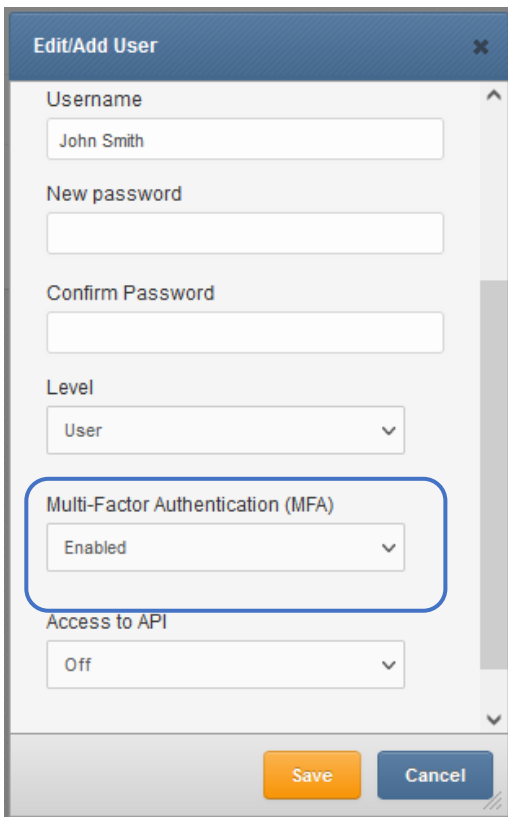 Edit/Add User
Username
John Smith
New password
Confirm Password
Level
User
Multi-Factor Authentication (MFA)
Enabled
Access to API
Off
Save
Cancel